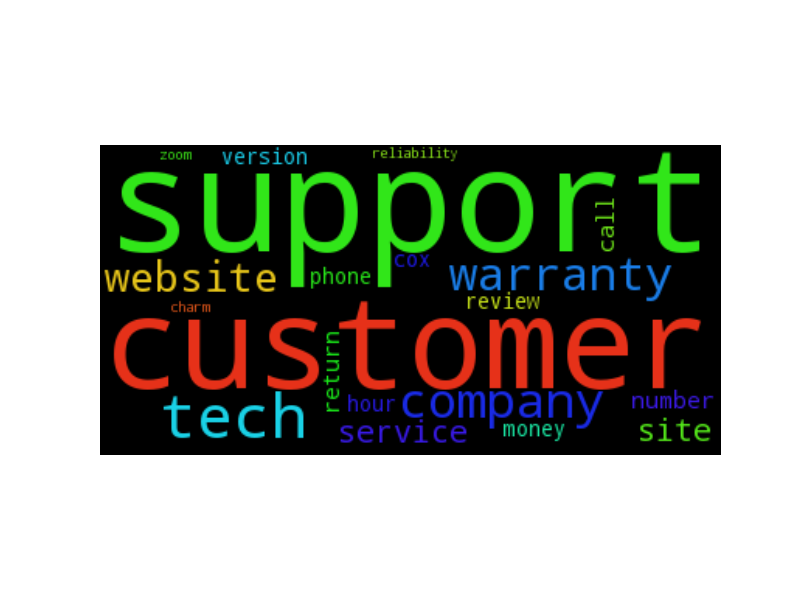 zoom version reliability
support
call
website phone cox warranty
charm review
customer
return
tech hour company number
service money site